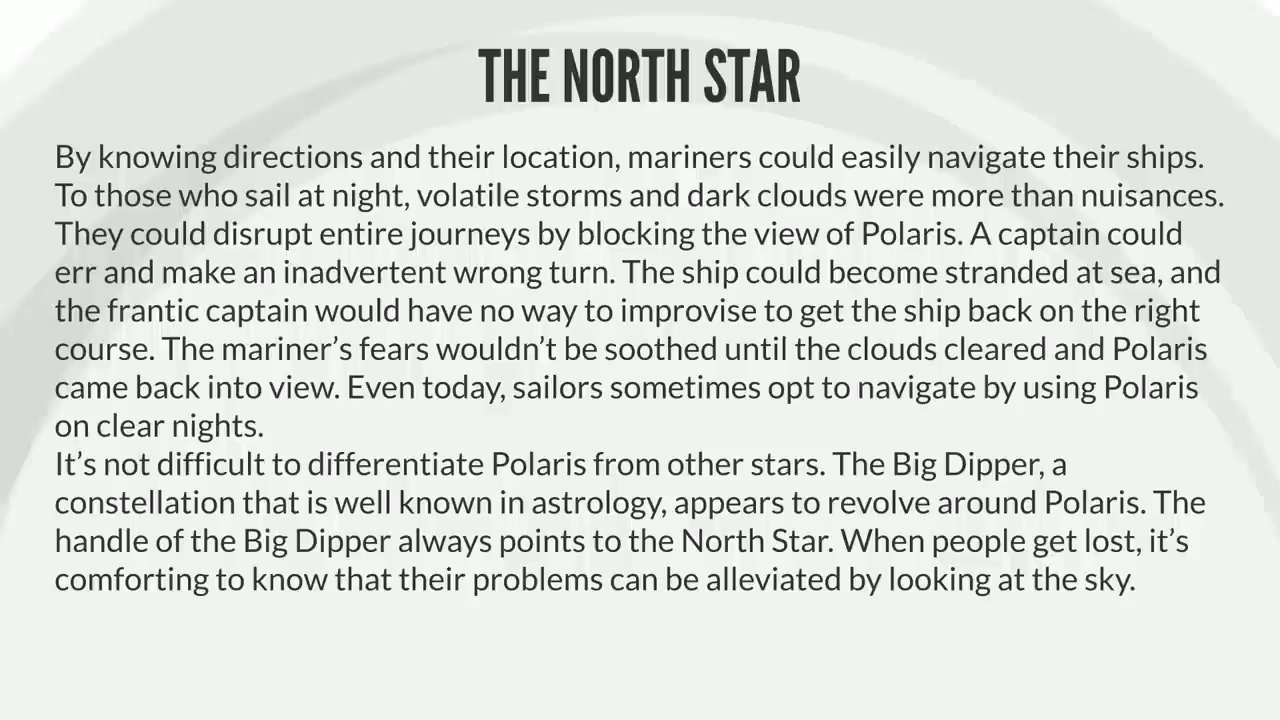 THE NORTH STAR
By knowing directions and their location, mariners could easily navigate their ships.
To those who sail at night, volatile storms and dark clouds were more than nuisances.
They could disrupt entire journeys by blocking the view of Polaris. A captain could
err and make an inadvertent wrong turn. The ship could become stranded at sea, and
the frantic captain would have no way to improvise to get the ship back on the right
course. The mariner’s fears wouldn’t be soothed until the clouds cleared and Polaris
came back into view. Even today, sailors sometimes opt to navigate by using Polaris
on clear nights.
It’s not difficult to differentiate Polaris from other stars. The Big Dipper, a
constellation that is well known in astrology, appears to revolve around Polaris. The
handle of the Big Dipper always points to the North Star. When people get lost, it’s
comforting to know that their problems can be alleviated by looking at the sky.